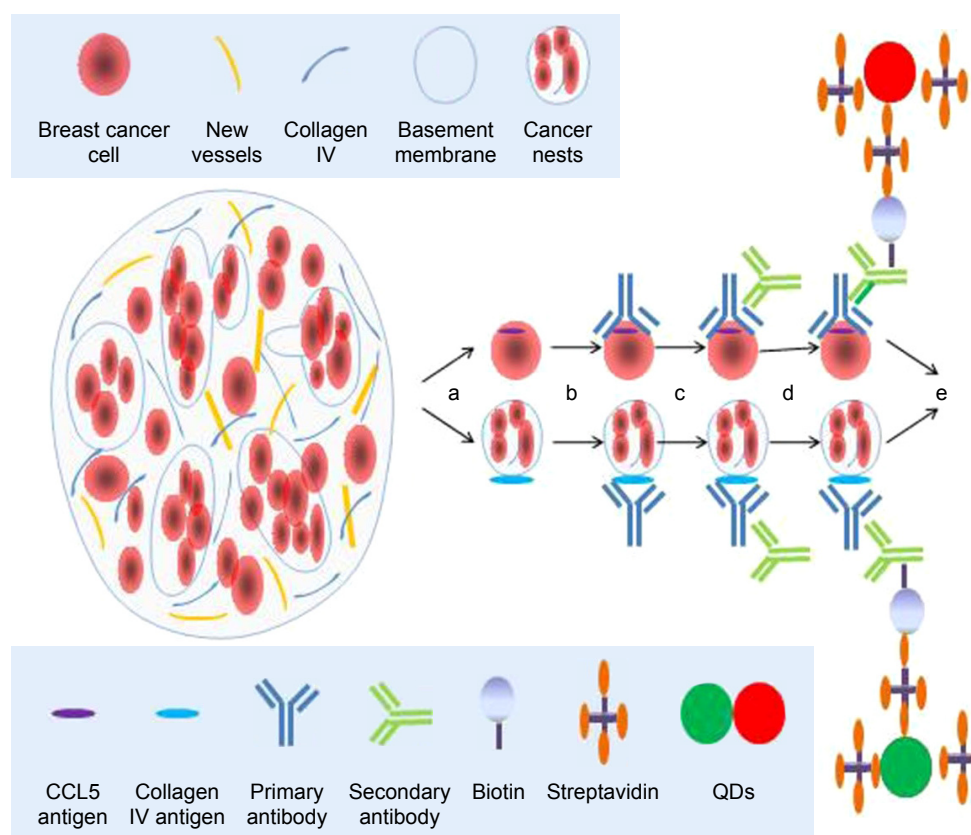 Breast cancer
cell
New
vessels
Collagen
IV
Basement
membrane
Cancer
nests
a
b
c
d
e
CCL5
antigen
Collagen
IV antigen
Primary
antibody
Secondary
antibody
Biotin
Streptavidin
QDs